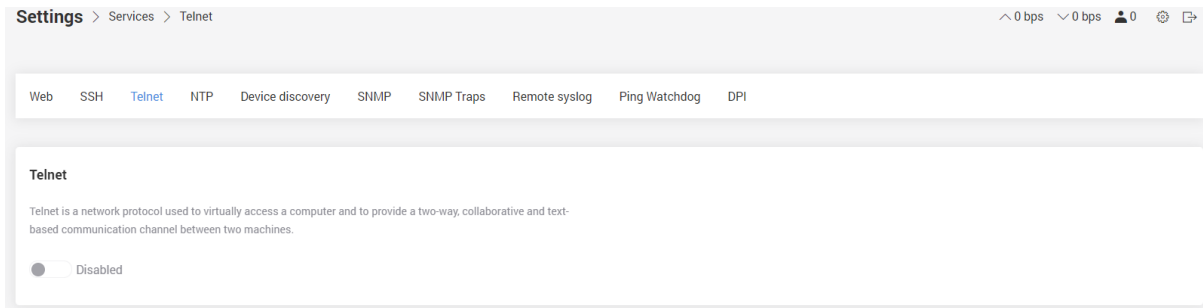 Settings > Services > Telnet 0 bps 0 bps 0
Web SSH Telnet NTP Device discovery SNMP SNMP Traps Remote syslog Ping Watchdog DPI
Telnet
Telnet is a network protocol used to virtually access a computer and to provide a two-way, collaborative and text-
based communication channel between two machines.
Disabled